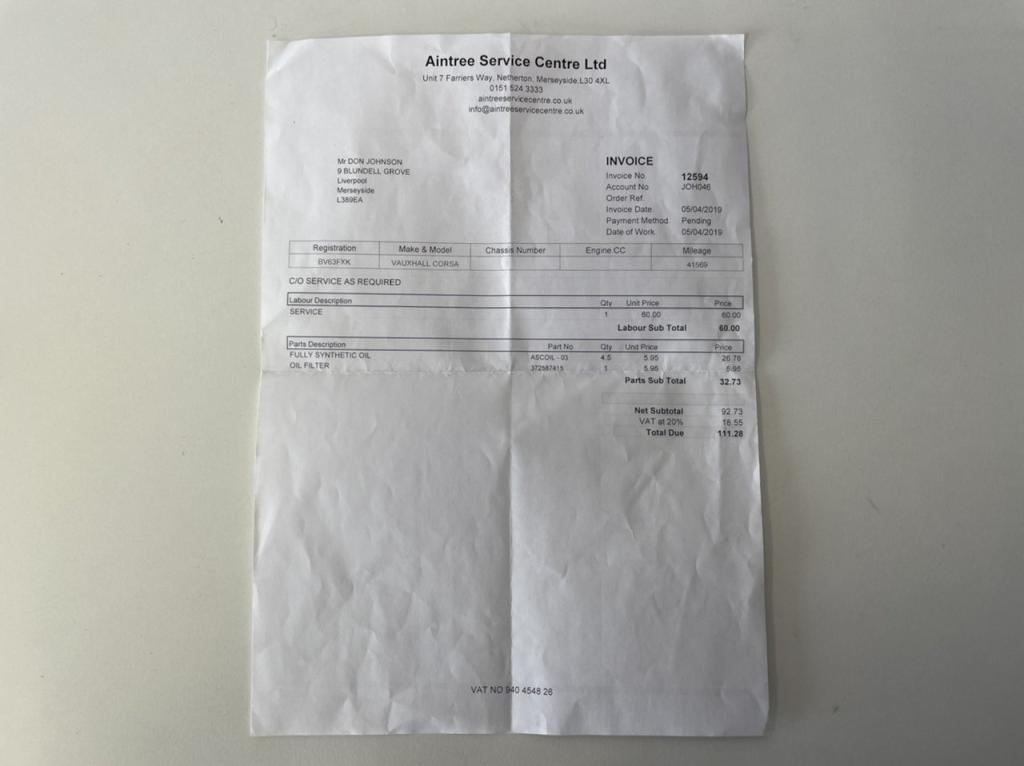 Aintree Service Centre Ltd
Unit 7 Farriers Way, Netherton, Merseyside,L30 4XL
0151 524 3333
aintreeservicecentre.co.uk
info@aintreeservicecentre.co.uk
Mr DON JOHNSON
9 BLUNDELL GROVE
Liverpool
Merseyside
L389EA
INVOICE
Invoice No. 12594
Account No JOH046
Order Ref.
Invoice Date 05/04/2019
Payment Method Pending
Date of Work 05/04/2019
Registration Make & Model Chassis Number Engine CC Mileage
BV63FXK VAUXHALL CORSA 41569
C/O SERVICE AS REQUIRED
Labour Description Qty Unit Price Price
SERVICE 1 60.00 60.00
Labour Sub Total 60.00
Parts Description Part No Qty Unit Price Price
FULLY SYNTHETIC OIL ASCOIL - 03 4.5 5.95 26.78
OIL FILTER 372587415 1 5.95 5.95
Parts Sub Total 32.73
Net Subtotal 92.73
VAT at 20% 18.55
Total Due 111.28
VAT NO 940 4548 26